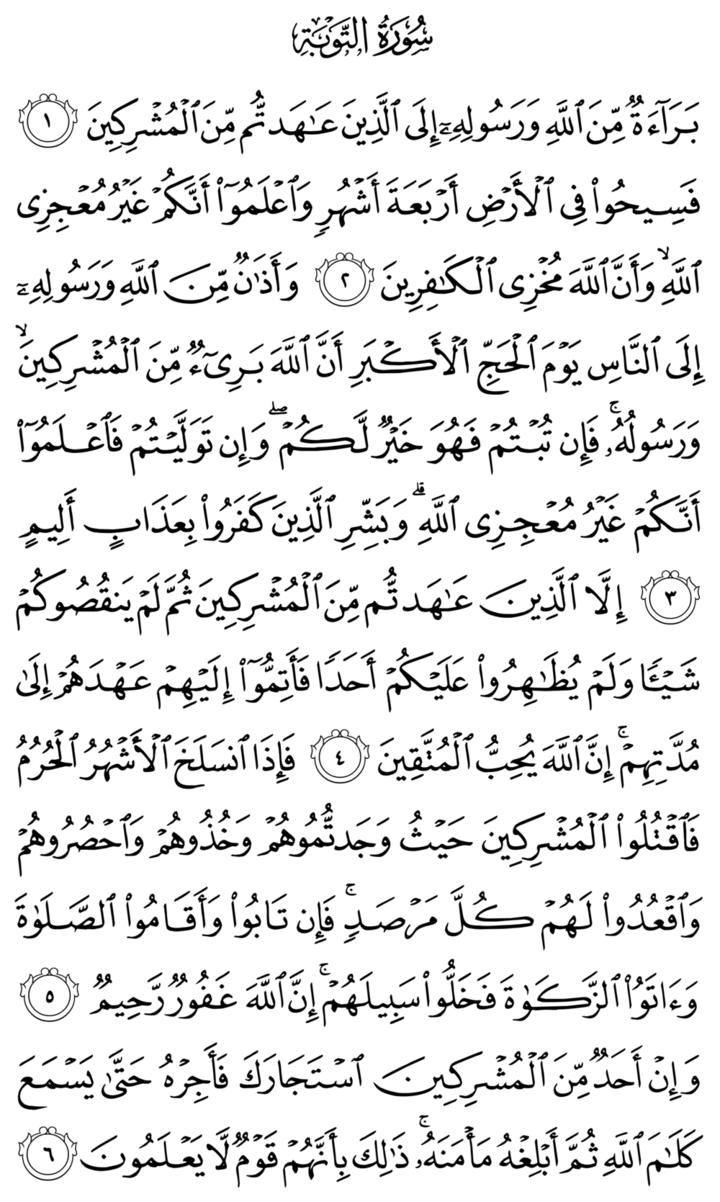 سُورَةُ التَّوۡبَةِ
بَرَآءَةٌ مِّنَ ٱللَّهِ وَرَسُولِهِۦٓ إِلَى ٱلَّذِينَ عَٰهَدتُّم مِّنَ ٱلۡمُشۡرِكِينَ ١
فَسِيحُواْ فِي ٱلۡأَرۡضِ أَرۡبَعَةَ أَشۡهُرٖ وَٱعۡلَمُوٓاْ أَنَّكُمۡ غَيۡرُ مُعۡجِزِي
ٱللَّهِۙ وَأَنَّ ٱللَّهَ مُخۡزِي ٱلۡكَٰفِرِينَ ٢ وَأَذَٰنٞ مِّنَ ٱللَّهِ وَرَسُولِهِۦٓ
إِلَى ٱلنَّاسِ يَوۡمَ ٱلۡحَجِّ ٱلۡأَكۡبَرِ أَنَّ ٱللَّهَ بَرِيٓءٞ مِّنَ ٱلۡمُشۡرِكِينَۙ
وَرَسُولُهُۥۚ فَإِن تُبۡتُمۡ فَهُوَ خَيۡرٞ لَّكُمۡۖ وَإِن تَوَلَّيۡتُمۡ فَٱعۡلَمُوٓاْ
أَنَّكُمۡ غَيۡرُ مُعۡجِزِي ٱللَّهِۗ وَبَشِّرِ ٱلَّذِينَ كَفَرُواْ بِعَذَابٍ أَلِيمٍ
٣ إِلَّا ٱلَّذِينَ عَٰهَدتُّم مِّنَ ٱلۡمُشۡرِكِينَ ثُمَّ لَمۡ يَنقُصُوكُمۡ
شَيۡـٔٗا وَلَمۡ يُظَٰهِرُواْ عَلَيۡكُمۡ أَحَدٗا فَأَتِمُّوٓاْ إِلَيۡهِمۡ عَهۡدَهُمۡ إِلَىٰ
مُدَّتِهِمۡۚ إِنَّ ٱللَّهَ يُحِبُّ ٱلۡمُتَّقِينَ ٤ فَإِذَا ٱنسَلَخَ ٱلۡأَشۡهُرُ ٱلۡحُرُمُ
فَٱقۡتُلُواْ ٱلۡمُشۡرِكِينَ حَيۡثُ وَجَدتُّمُوهُمۡ وَخُذُوهُمۡ وَٱحۡصُرُوهُمۡ
وَٱقۡعُدُواْ لَهُمۡ كُلَّ مَرۡصَدٖۚ فَإِن تَابُواْ وَأَقَامُواْ ٱلصَّلَوٰةَ
وَءَاتَوُاْ ٱلزَّكَوٰةَ فَخَلُّواْ سَبِيلَهُمۡۚ إِنَّ ٱللَّهَ غَفُورٞ رَّحِيمٞ ٥
وَإِنۡ أَحَدٞ مِّنَ ٱلۡمُشۡرِكِينَ ٱسۡتَجَارَكَ فَأَجِرۡهُ حَتَّىٰ يَسۡمَعَ
كَلَٰمَ ٱللَّهِ ثُمَّ أَبۡلِغۡهُ مَأۡمَنَهُۥۚ ذَٰلِكَ بِأَنَّهُمۡ قَوۡمٞ لَّا يَعۡلَمُونَ ٦